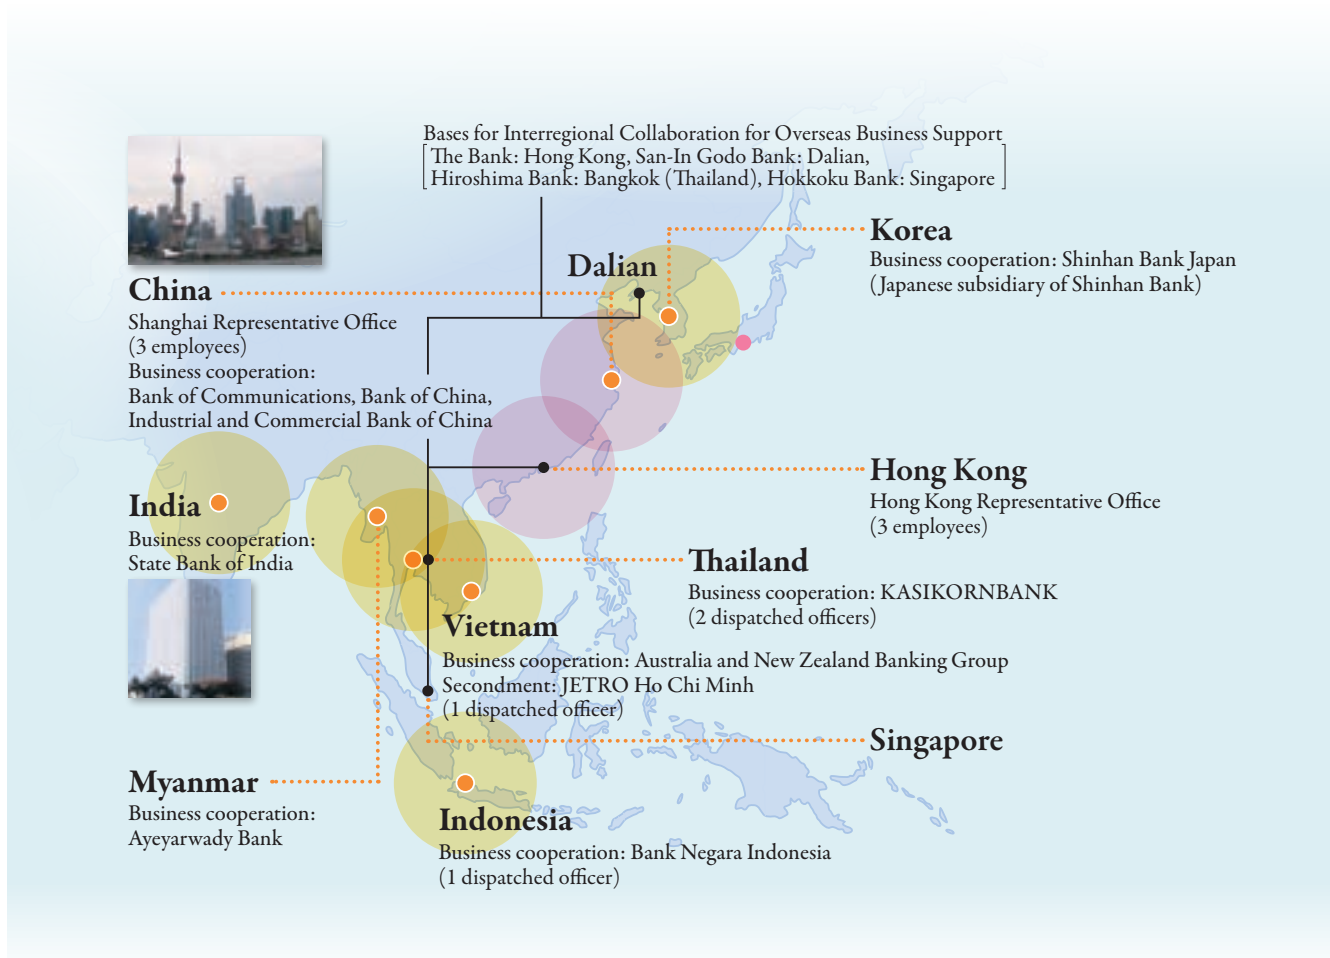 Bases for Interregional Collaboration for Overseas Business Support
The Bank: Hong Kong, San-In Godo Bank: Dalian,
Hiroshima Bank: Bangkok (Thailand), Hokkoku Bank: Singapore
Korea
Business cooperation: Shinhan Bank Japan
(Japanese subsidiary of Shinhan Bank)
Dalian
China
Shanghai Representative Office
(3 employees)
Business cooperation:
Bank of Communications, Bank of China,
Industrial and Commercial Bank of China
Hong Kong
Hong Kong Representative Office
(3 employees)
India
Business cooperation:
State Bank of India
Thailand
Business cooperation: KASIKORNBANK
(2 dispatched officers)
Vietnam
Business cooperation: Australia and New Zealand Banking Group
Secondment: JETRO Ho Chi Minh
(1 dispatched officer)
Singapore
Myanmar
Business cooperation:
Ayeyarwady Bank
Indonesia
Business cooperation: Bank Negara Indonesia
(1 dispatched officer)